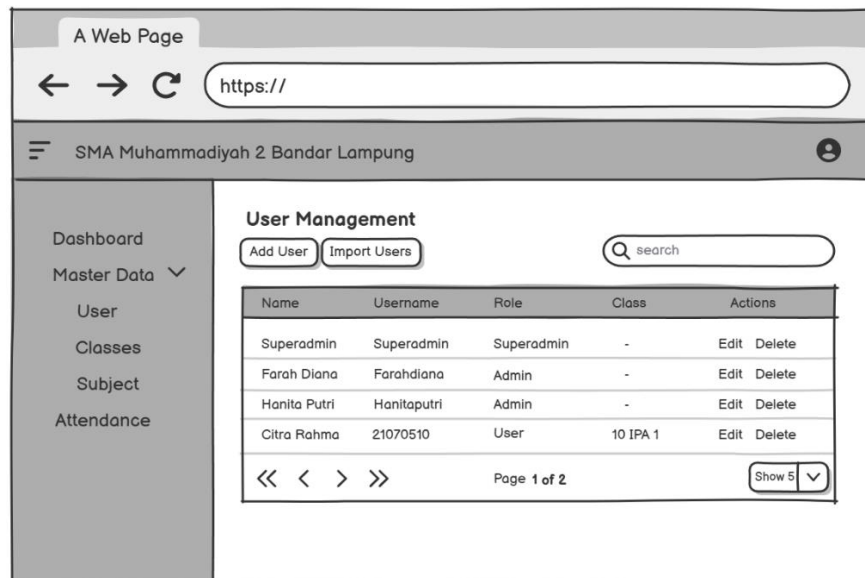 A Web Page
https://
SMA Muhammadiyah 2 Bandar Lampung
Dashboard
Master Data
User
Classes
Subject
Attendance
User Management
Add User Import Users search
Name Username Role Class Actions
Superadmin Superadmin Superadmin - Edit Delete
Farah Diana Farahdiana Admin - Edit Delete
Hanita Putri Hanitaputri Admin - Edit Delete
Citra Rahma 21070510 User 10 IPA 1 Edit Delete
Page 1 of 2 Show 5